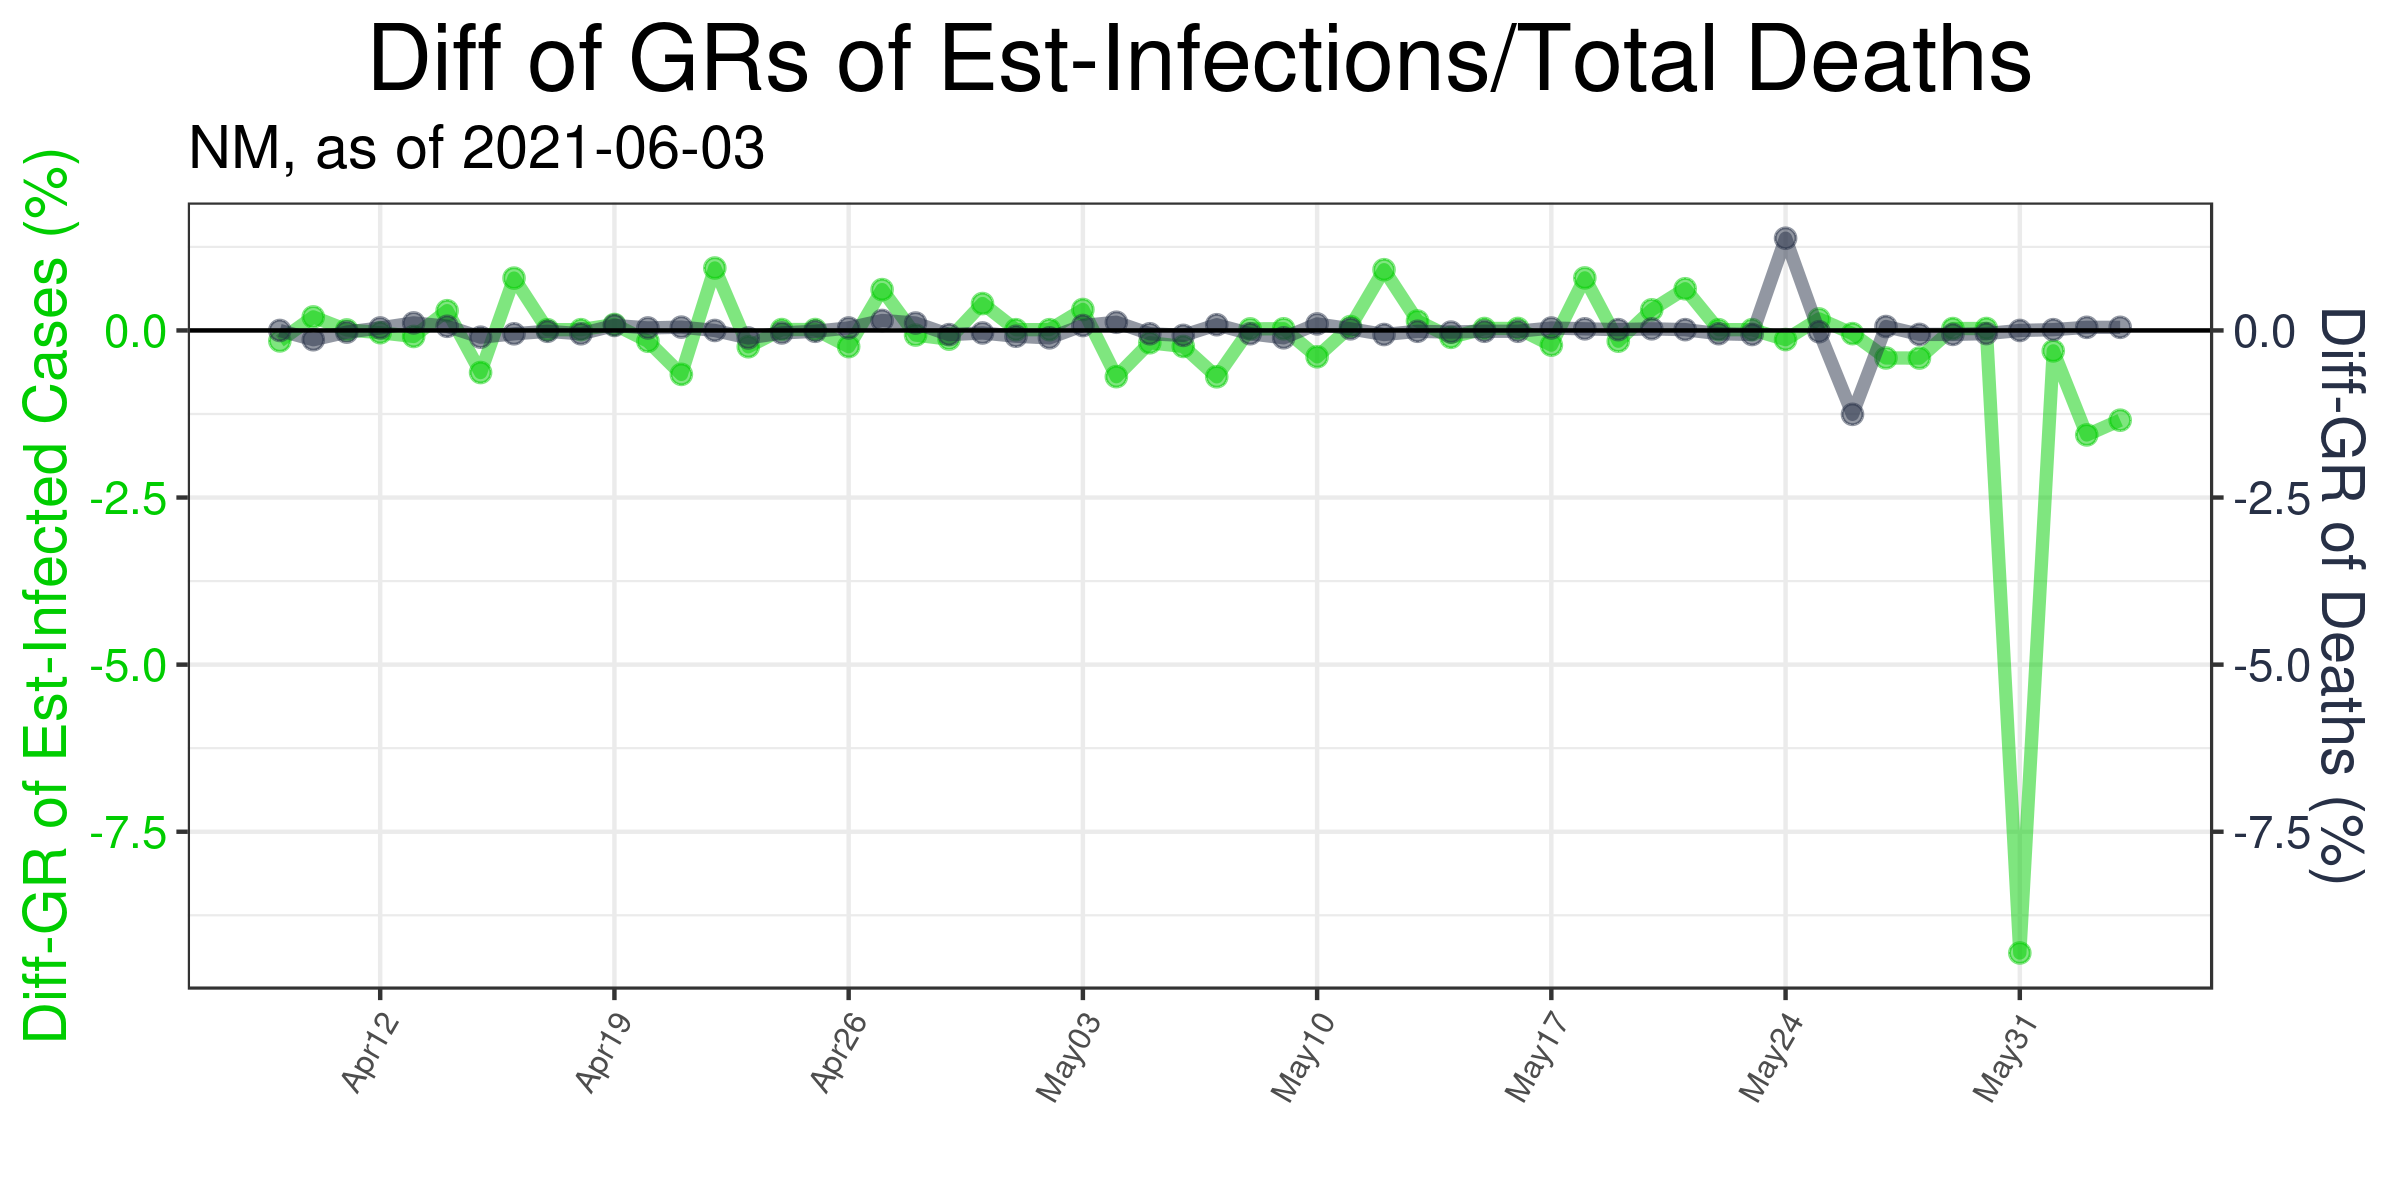 Diff of GRs of Est-Infections/Total Deaths
NM, as of 2021-06-03
Diff-GR of Est-Infected Cases (%)
0.0
-2.5
-5.0
-7.5
0.0
-2.5
-5.0
-7.5
Diff-GR of Deaths (%)
Apr12
Apr19
Apr26
May03
May10
May17
May24
May31